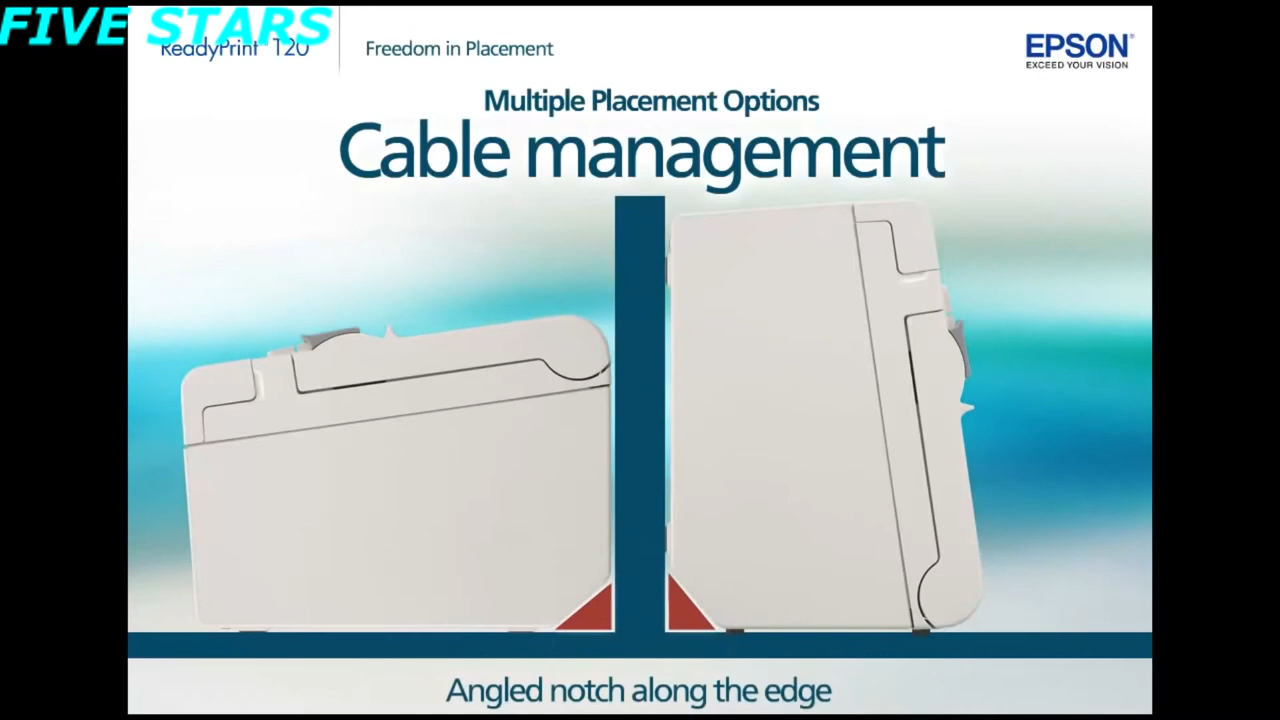 FIVE STARS
ReadyPrint T20
Freedom in Placement
EPSON®
EXCEED YOUR VISION
Multiple Placement Options
Cable management
Angled notch along the edge